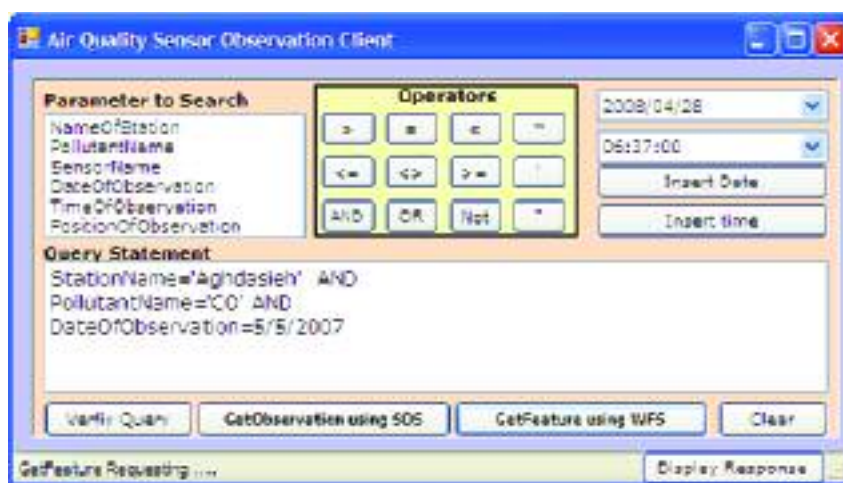 Air Quality Sensor Observation Client
Parameter to Search
NameOfStation
PollutantName
SensorName
DateOfObservation
TimeOfObservation
PositionOfObservation
Operators
> = <
<= <> >= '
AND OR Not
2008/04/28
06:37:00
Insert Date
Insert time
Query Statement
StationName='Aghdasieh' AND
PollutantName='CO' AND
DateOfObservation=5/5/2007
Verify Query
GetObservation using SOS
GetFeature using WFS
Clear
GetFeature Requesting ....
Display Response